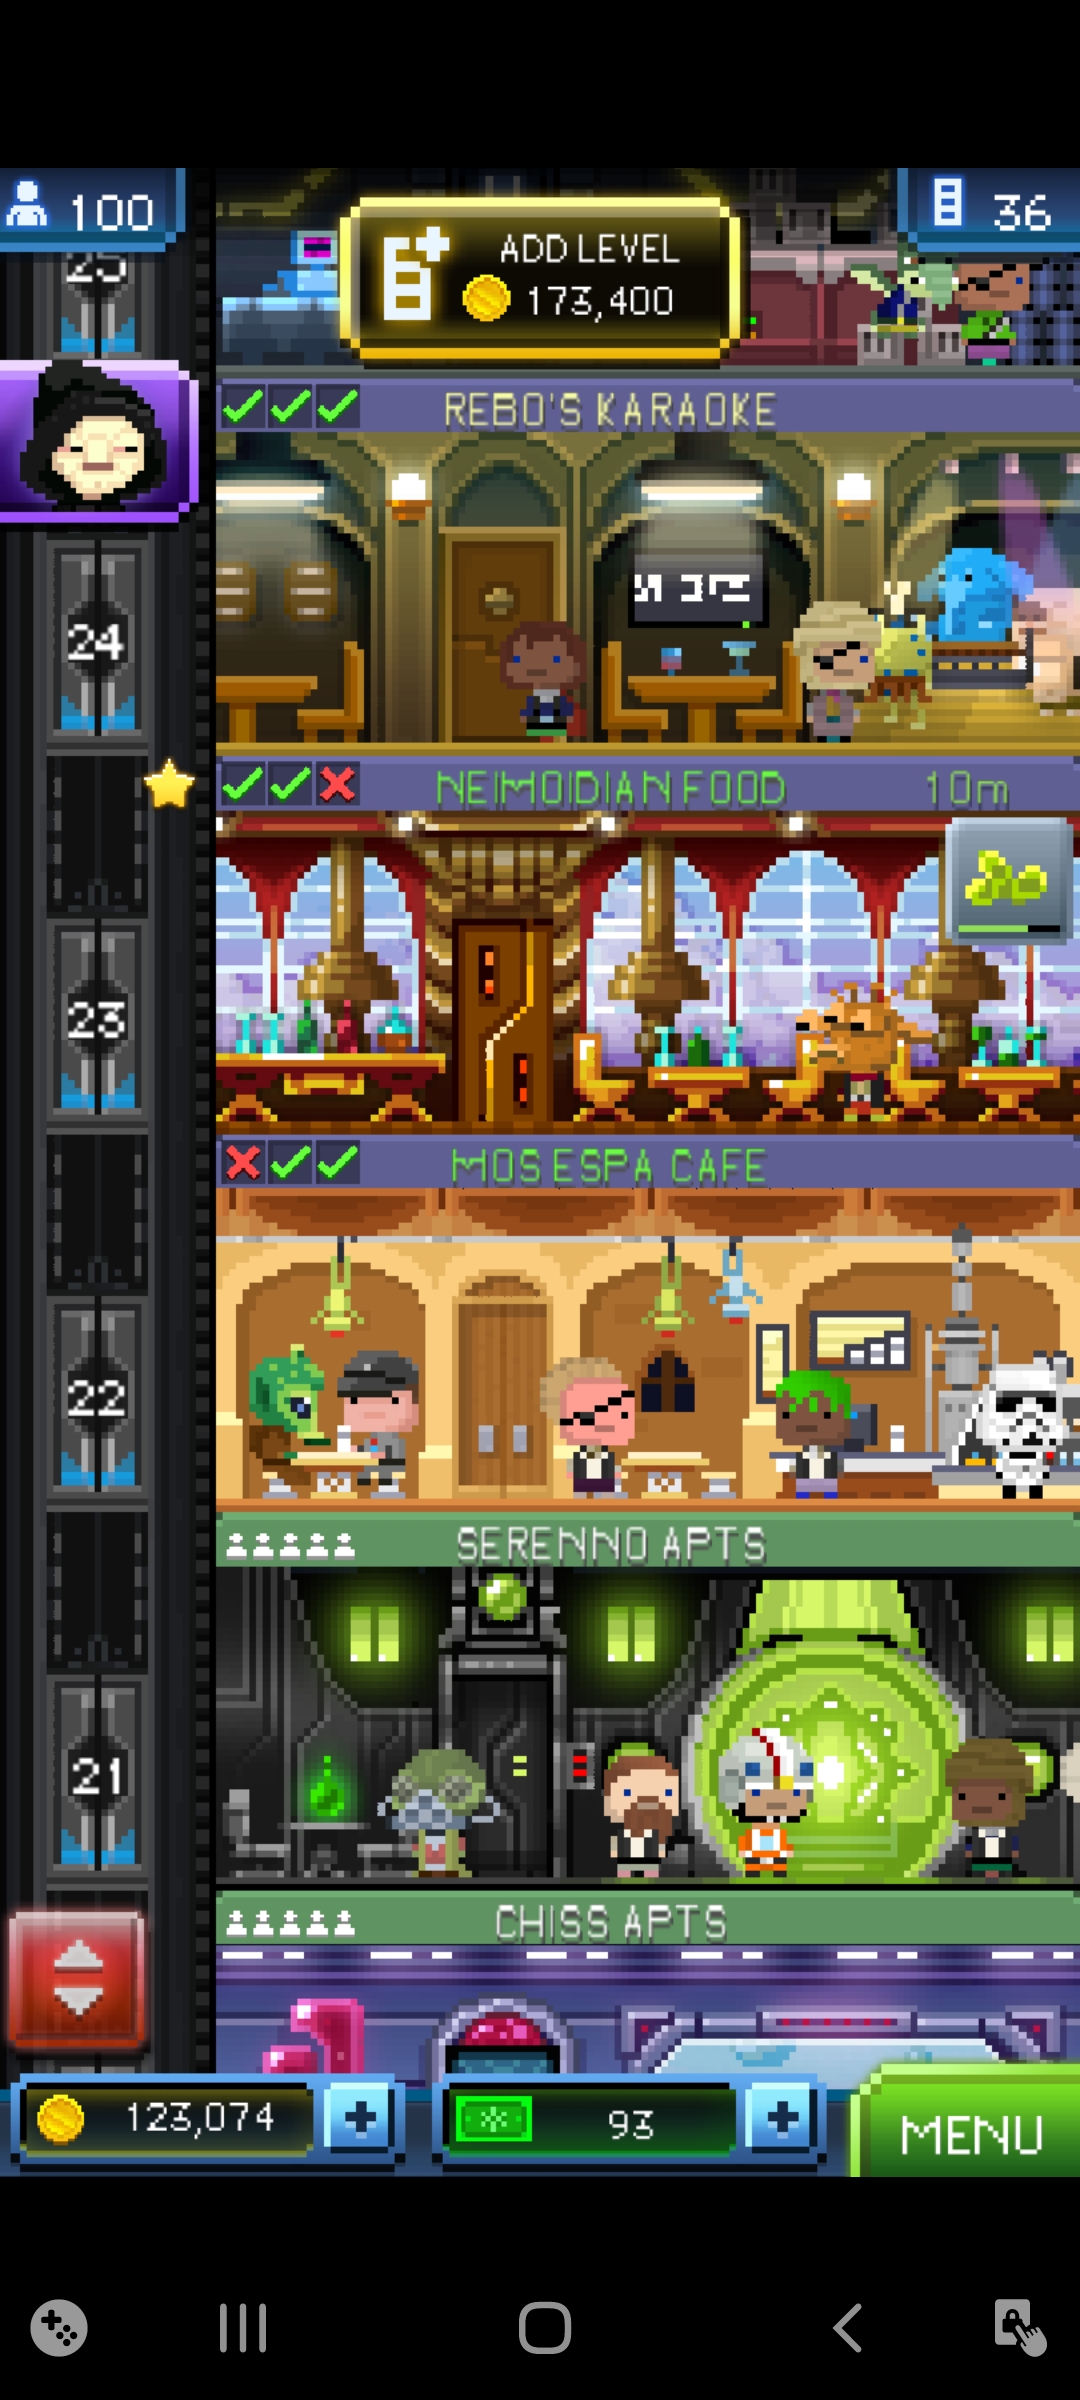 100
ADD LEVEL
173,400
36
25
REBO'S KARAOKE
24
NEIMOIDIAN FOOD
10m
23
MOS ESPA CAFE
22
SERENNO APTS
21
CHISS APTS
123,074
93
MENU